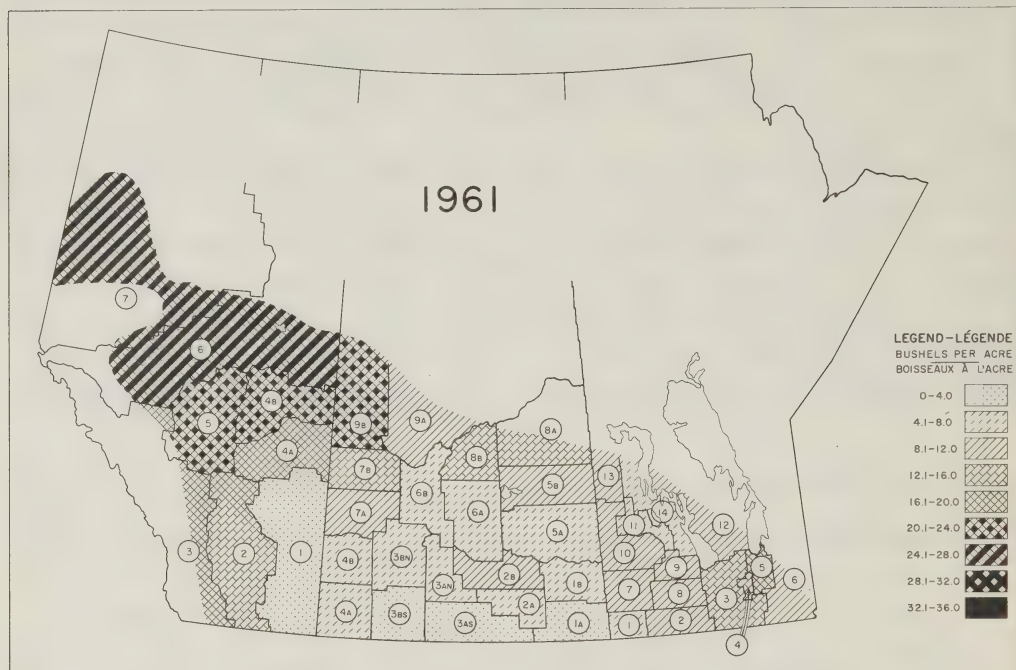 1961
7
6
5
4B
9B
9A
8A
4A
7B
8B
6B
5B
13
14
7A
6A
5A
11
12
3
2
1
4B
3BN
10
9
5
6
3AN
2B
1B
7
8
3
4A
3BS
2A
3AS
1A
1
2
4
LEGEND–LÉGENDE
BUSHELS PER ACRE
BOISSEAUX À L'ACRE
0–4.0
4.1–8.0
8.1–12.0
12.1–16.0
16.1–20.0
20.1–24.0
24.1–28.0
28.1–32.0
32.1–36.0